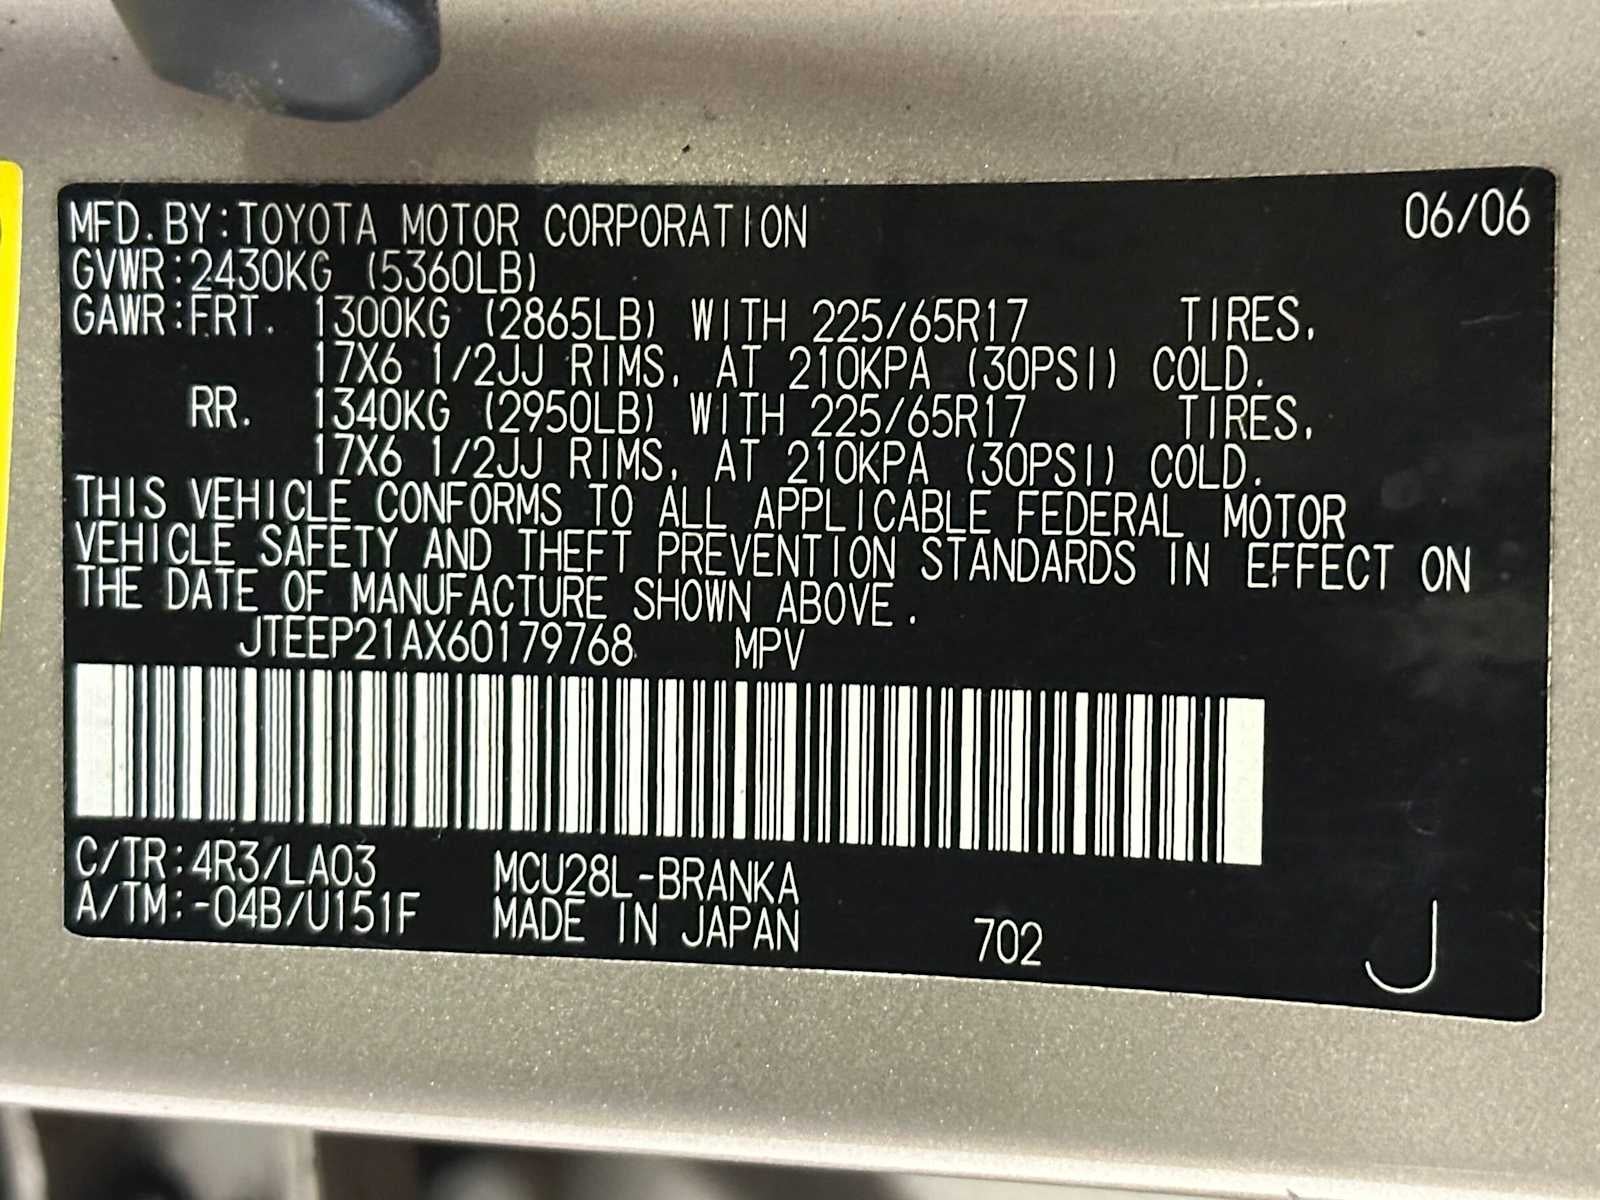 MFD. BY: TOYOTA MOTOR CORPORATION 06/06
GVWR: 2430KG (5360LB)
GAWR: FRT. 1300KG (2865LB) WITH 225/65R17 TIRES,
17X6 1/2JJ RIMS, AT 210KPA (30PSI) COLD.
RR. 1340KG (2950LB) WITH 225/65R17 TIRES,
17X6 1/2JJ RIMS, AT 210KPA (30PSI) COLD.
THIS VEHICLE CONFORMS TO ALL APPLICABLE FEDERAL MOTOR
VEHICLE SAFETY AND THEFT PREVENTION STANDARDS IN EFFECT ON
THE DATE OF MANUFACTURE SHOWN ABOVE.
JTEEP21AX60179768 MPV
C/TR: 4R3/LA03 MCU28L-BRANKA
A/TM: -04B/U151F MADE IN JAPAN 702 J